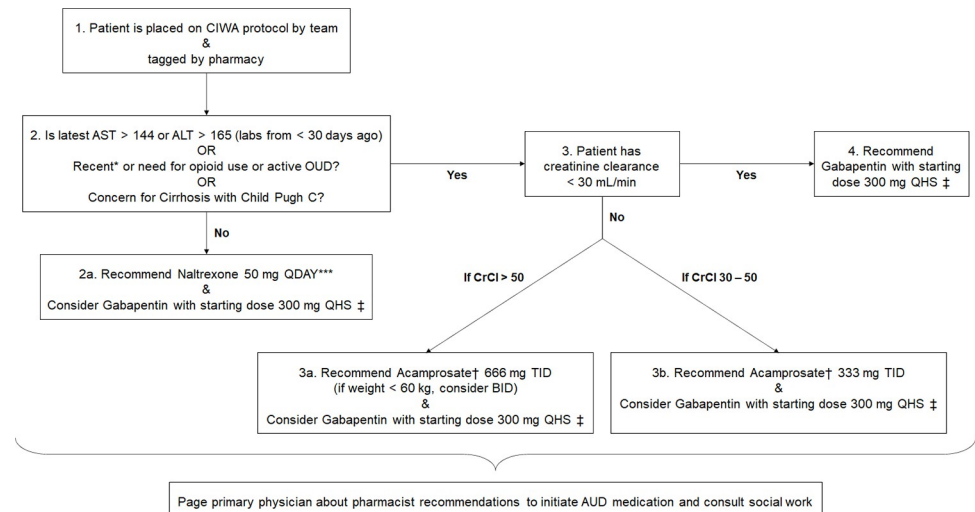 1. Patient is placed on CIWA protocol by team
&
tagged by pharmacy
2. Is latest AST > 144 or ALT > 165 (labs from < 30 days ago)
OR
Recent* or need for opioid use or active OUD?
OR
Concern for Cirrhosis with Child Pugh C?
Yes
3. Patient has
creatinine clearance
< 30 mL/min
Yes
4. Recommend
Gabapentin with starting
dose 300 mg QHS ‡
No
No
2a. Recommend Naltrexone 50 mg QDAY***
&
Consider Gabapentin with starting dose 300 mg QHS ‡
If CrCl > 50
If CrCl 30 – 50
3a. Recommend Acamprosate† 666 mg TID
(if weight < 60 kg, consider BID)
&
Consider Gabapentin with starting dose 300 mg QHS ‡
3b. Recommend Acamprosate† 333 mg TID
&
Consider Gabapentin with starting dose 300 mg QHS ‡
Page primary physician about pharmacist recommendations to initiate AUD medication and consult social work